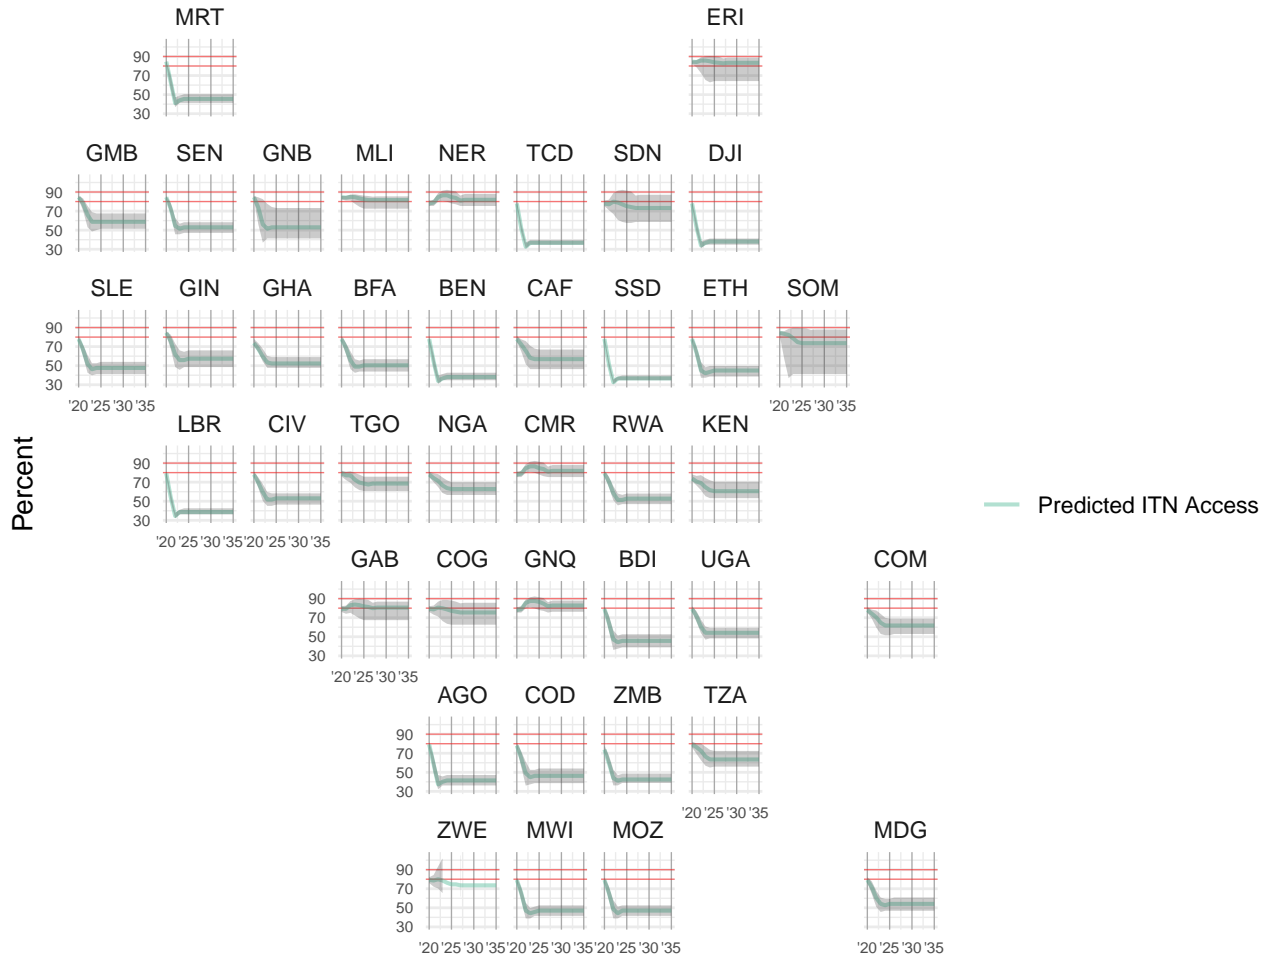 MRT ERI
90
70
50
30
GMB SEN GNB MLI NER TCD SDN DJI
90
70
50
30
SLE GIN GHA BFA BEN CAF SSD ETH SOM
90
70
50
30
'20 '25 '30 '35 '20 '25 '30 '35
LBR CIV TGO NGA CMR RWA KEN
90
70
50
30
'20 '25 '30 '35 '20 '25 '30 '35
GAB COG GNQ BDI UGA COM
90
70
50
30
'20 '25 '30 '35
AGO COD ZMB TZA
90
70
50
30
'20 '25 '30 '35
ZWE MWI MOZ MDG
90
70
50
30
'20 '25 '30 '35 '20 '25 '30 '35 '20 '25 '30 '35 '20 '25 '30 '35
Percent
Predicted ITN Access